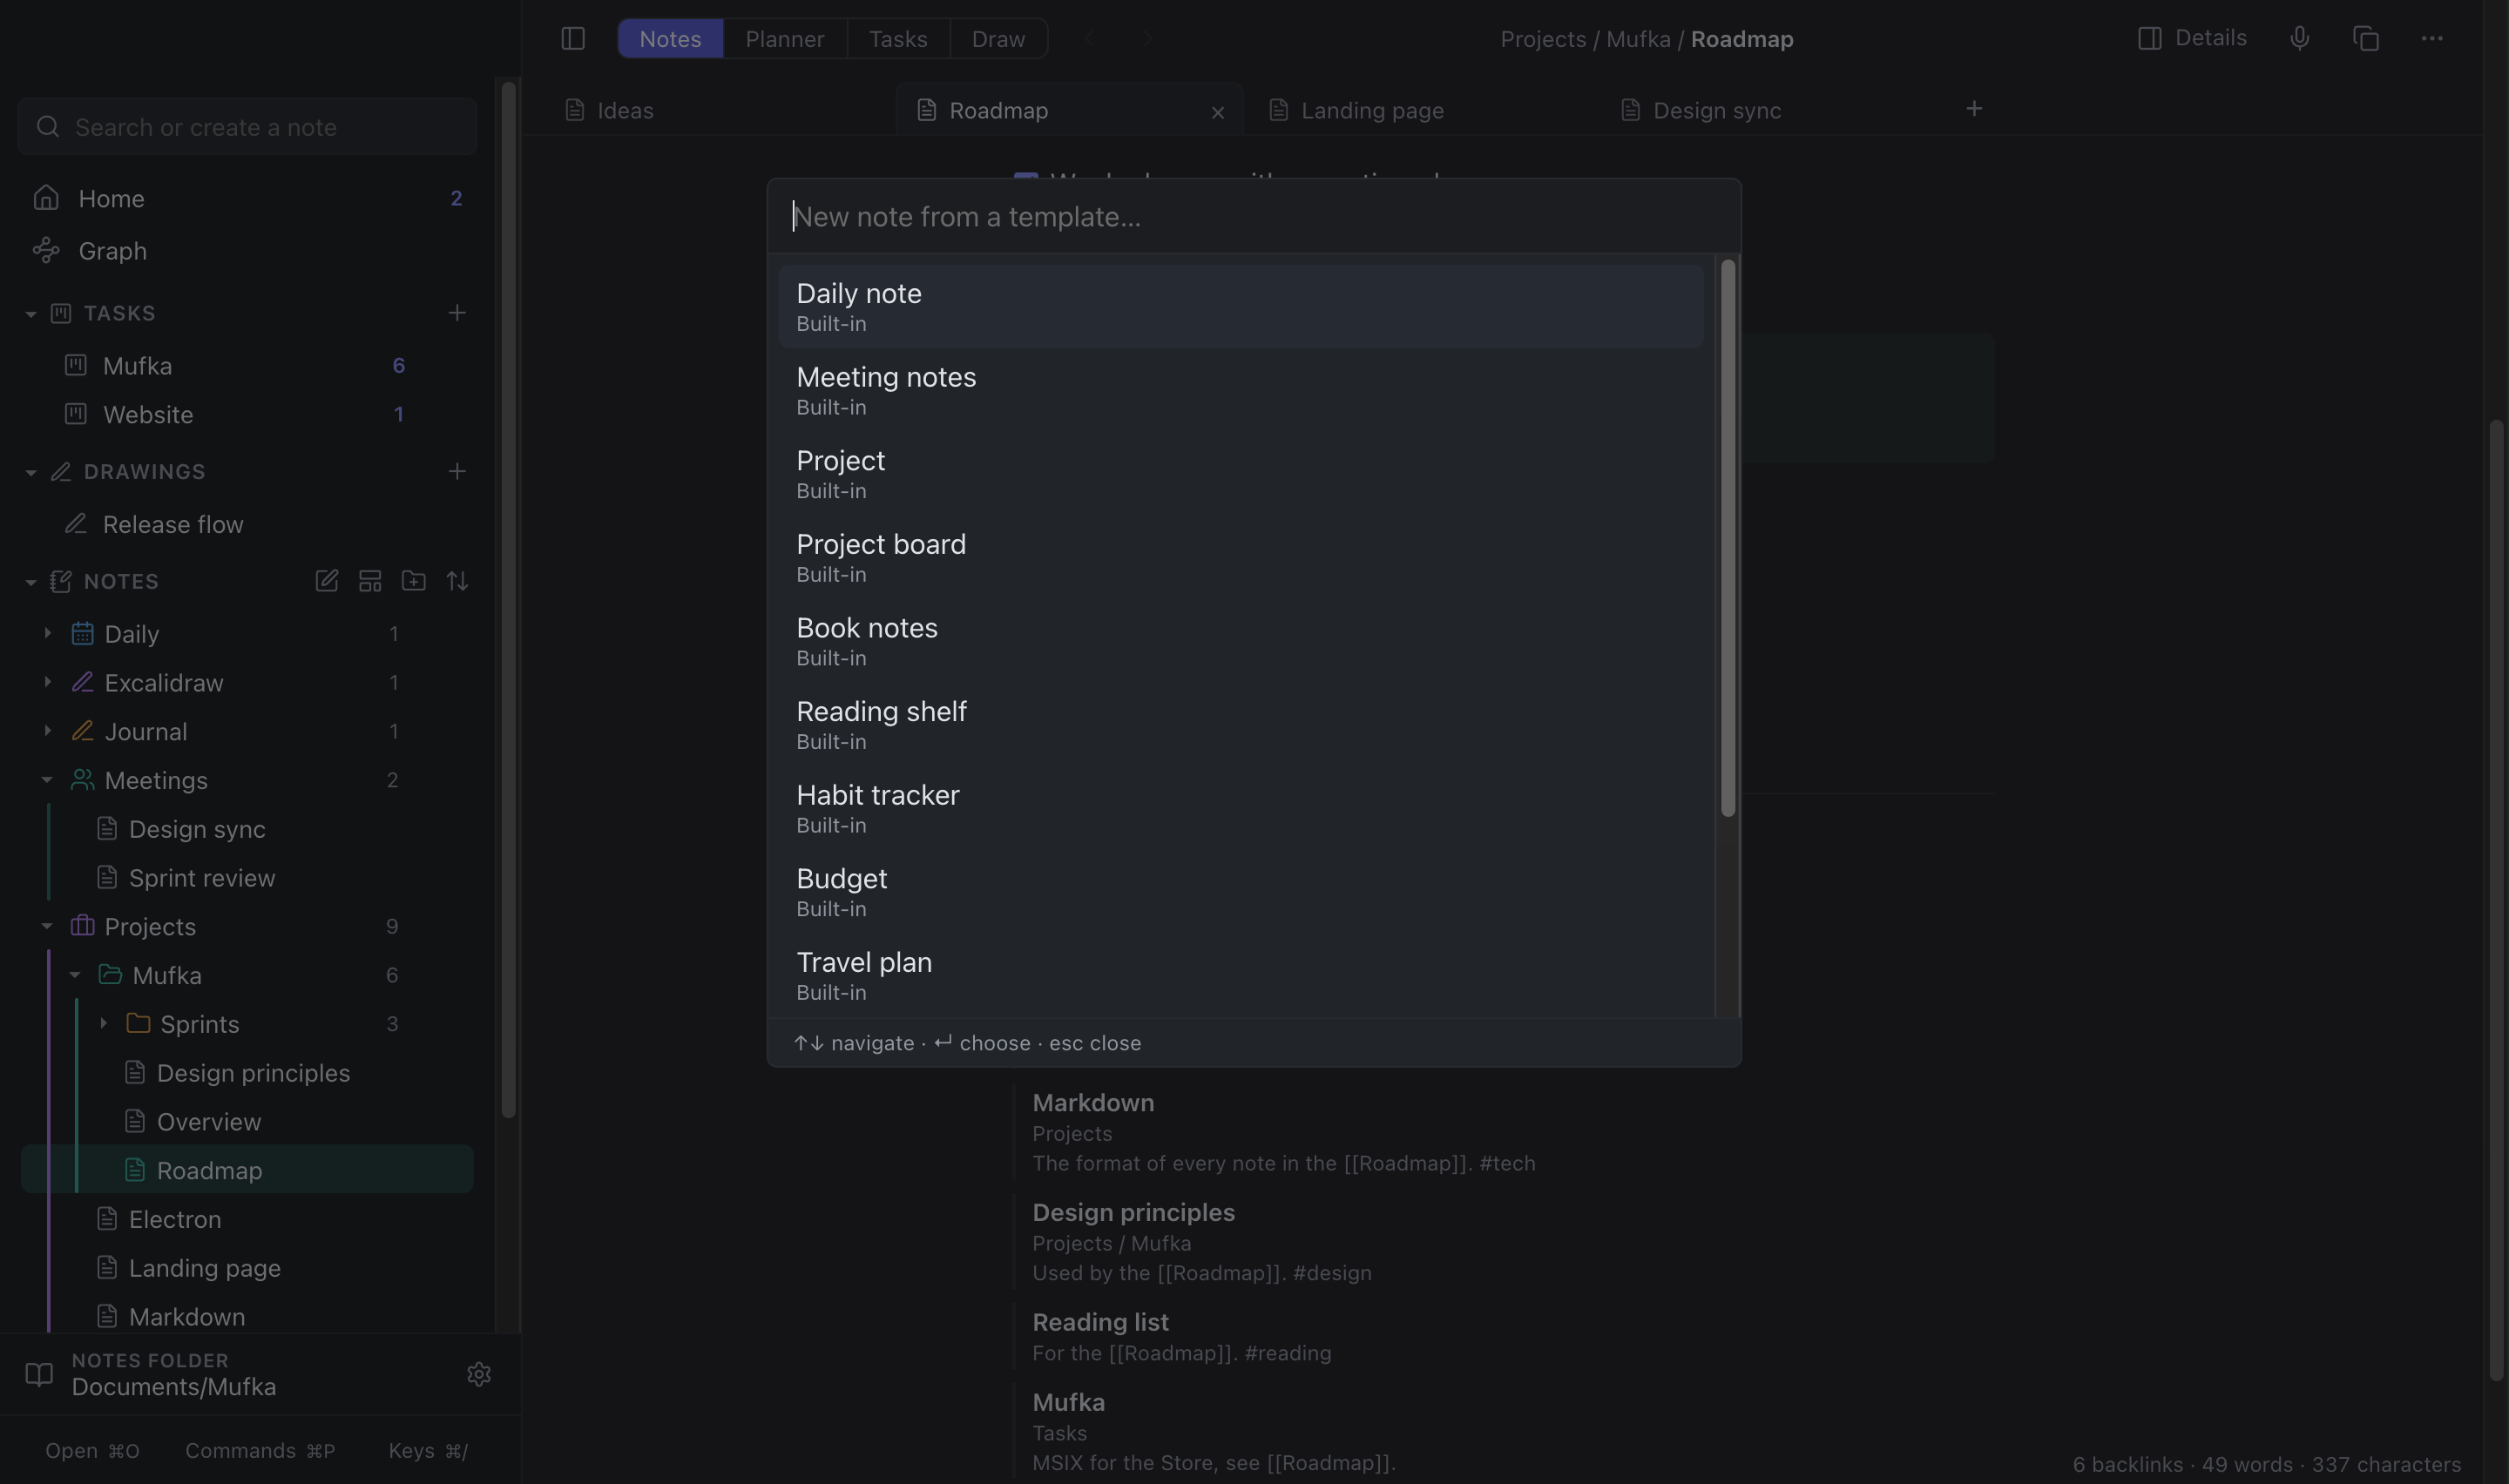 Notes Planner Tasks Draw
Projects / Mufka / Roadmap
Details
Search or create a note
Home 2
Graph
TASKS
Mufka 6
Website 1
DRAWINGS
Release flow
NOTES
Daily 1
Excalidraw 1
Journal 1
Meetings 2
Design sync
Sprint review
Projects 9
Mufka 6
Sprints 3
Design principles
Overview
Roadmap
Electron
Landing page
Markdown
NOTES FOLDER
Documents/Mufka
Open ⌘O Commands ⌘P Keys ⌘/
Ideas
Roadmap
Landing page
Design sync
New note from a template...
Daily note
Built-in
Meeting notes
Built-in
Project
Built-in
Project board
Built-in
Book notes
Built-in
Reading shelf
Built-in
Habit tracker
Built-in
Budget
Built-in
Travel plan
Built-in
↑↓ navigate · ↵ choose · esc close
Markdown
Projects
The format of every note in the [[Roadmap]]. #tech
Design principles
Projects / Mufka
Used by the [[Roadmap]]. #design
Reading list
For the [[Roadmap]]. #reading
Mufka
Tasks
MSIX for the Store, see [[Roadmap]].
6 backlinks · 49 words · 337 characters